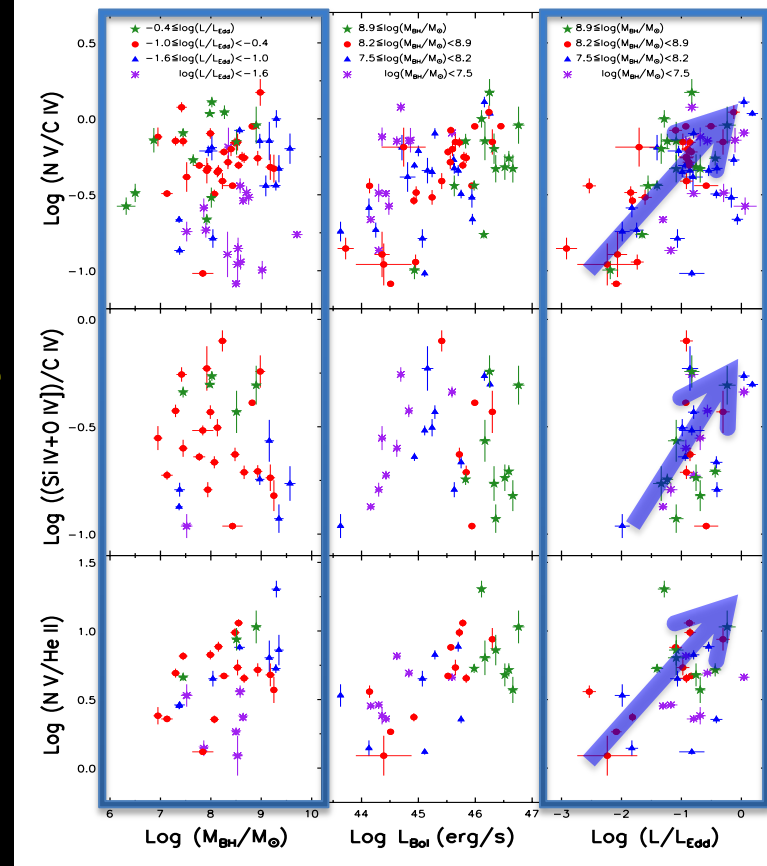 −0.4≤log(L/L_Edd)
−1.0≤log(L/L_Edd)<−0.4
−1.6≤log(L/L_Edd)<−1.0
log(L/L_Edd)<−1.6
8.9≤log(M_BH/M_⊙)
8.2≤log(M_BH/M_⊙)<8.9
7.5≤log(M_BH/M_⊙)<8.2
log(M_BH/M_⊙)<7.5
8.9≤log(M_BH/M_⊙)
8.2≤log(M_BH/M_⊙)<8.9
7.5≤log(M_BH/M_⊙)<8.2
log(M_BH/M_⊙)<7.5
Log (N V/C IV)
0.5
0.0
−0.5
−1.0
Log ((Si IV+O IV])/C IV)
0.0
−0.5
−1.0
Log (N V/He II)
1.5
1.0
0.5
0.0
6 7 8 9 10
44 45 46 47
−3 −2 −1 0
Log (M_BH/M_⊙)
Log L_Bol (erg/s)
Log (L/L_Edd)